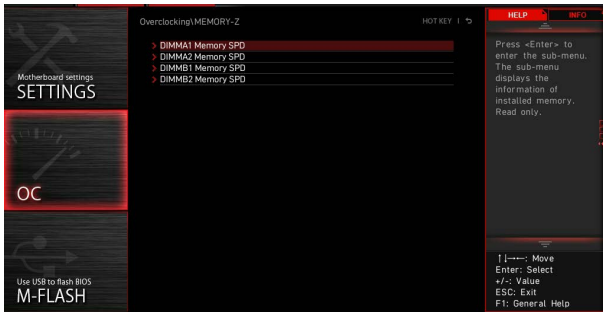 Overclocking\MEMORY-Z
HOT KEY | ↰
HELP
INFO
> DIMMA1 Memory SPD
> DIMMA2 Memory SPD
> DIMMB1 Memory SPD
> DIMMB2 Memory SPD
Motherboard settings
SETTINGS
OC
Use USB to flash BIOS
M-FLASH
Press <Enter> to
enter the sub-menu.
The sub-menu
displays the
information of
installed memory.
Read only.
↑↓→←: Move
Enter: Select
+/-: Value
ESC: Exit
F1: General Help